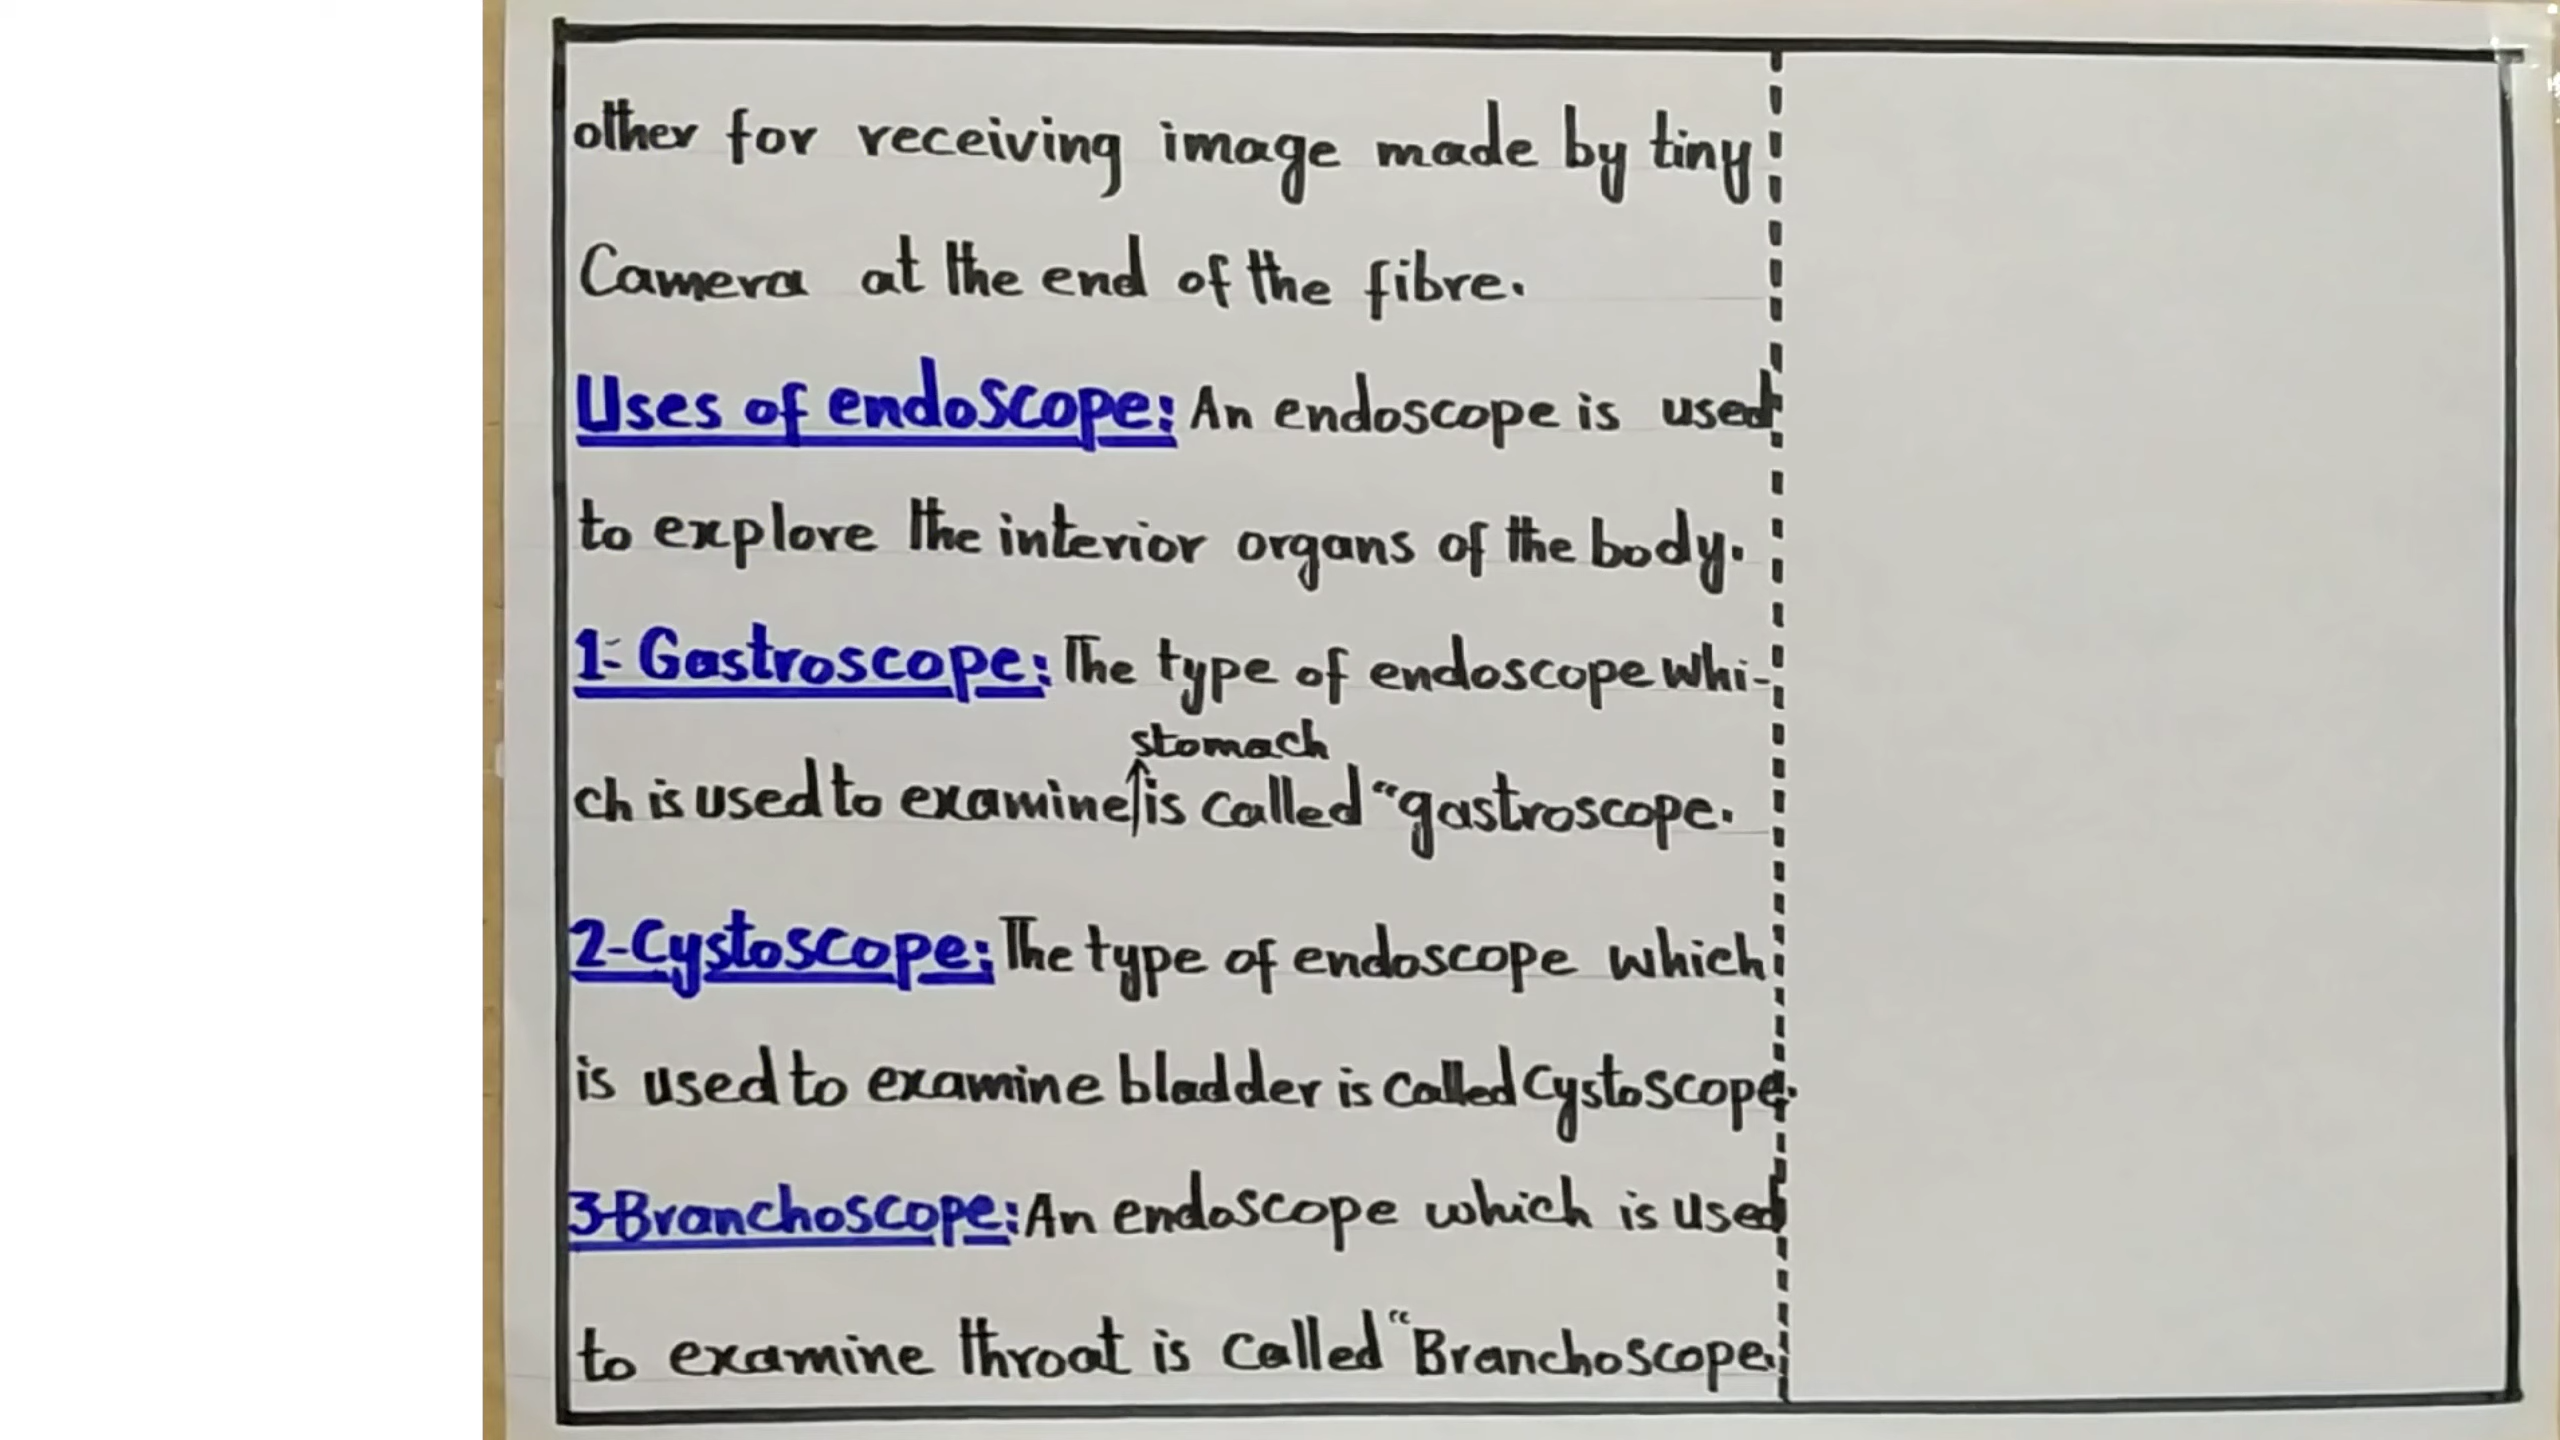 other for receiving image made by tiny
Camera at the end of the fibre.
Uses of endoscope: An endoscope is used
to explore the interior organs of the body.
1- Gastroscope: The type of endoscope whi-
stomach
ch is used to examine is called "gastroscope.
2-Cystoscope: The type of endoscope which
is used to examine bladder is called Cystoscope.
3-Branchoscope: An endoscope which is used
to examine throat is called "Branchoscope.